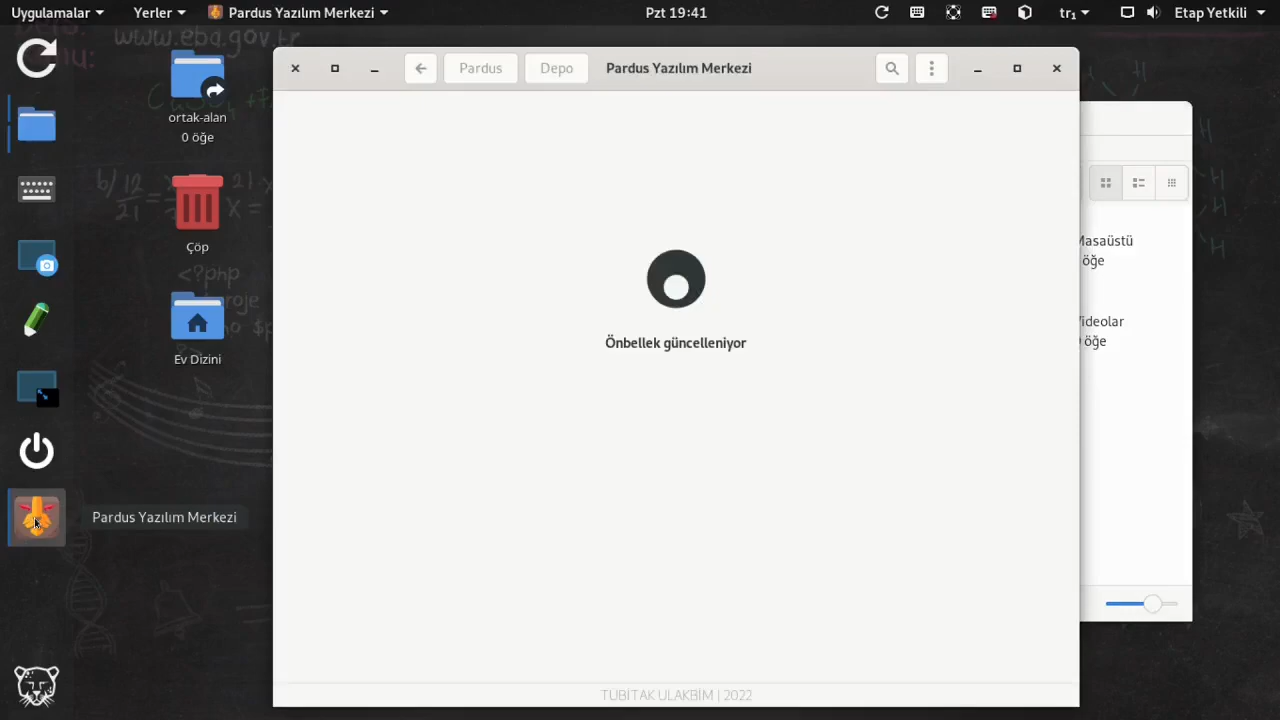 Uygulamalar
Yerler
Pardus Yazılım Merkezi
Pzt 19:41
tr₁
Etap Yetkili
www.eba.gov.tr
ortak-alan
0 öğe
Çöp
<?php
Ev Dizini
Pardus
Depo
Pardus Yazılım Merkezi
Önbellek güncelleniyor
TÜBİTAK ULAKBİM | 2022
Masaüstü
öğe
Videolar
öğe
Pardus Yazılım Merkezi